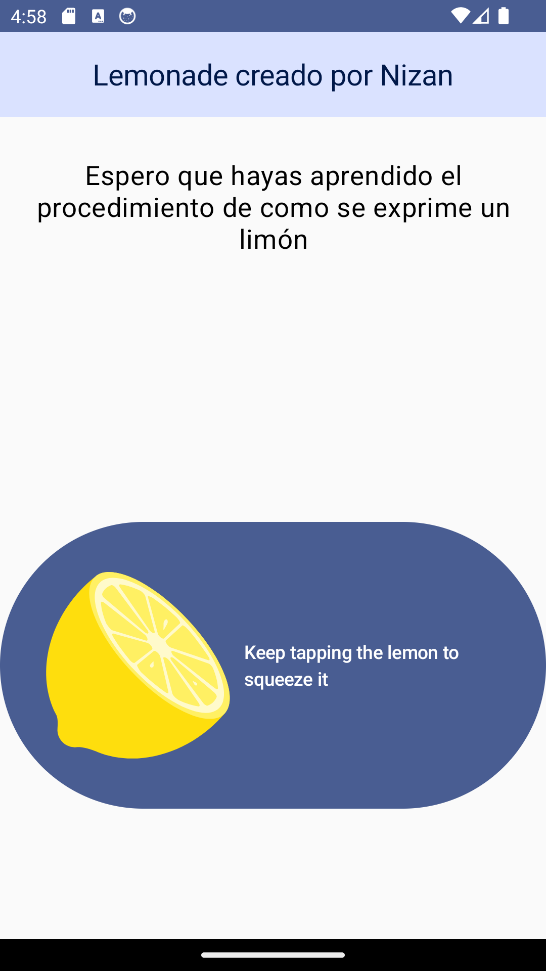 4:58
A
Lemonade creado por Nizan
Espero que hayas aprendido el
procedimiento de como se exprime un
limón
Keep tapping the lemon to
squeeze it